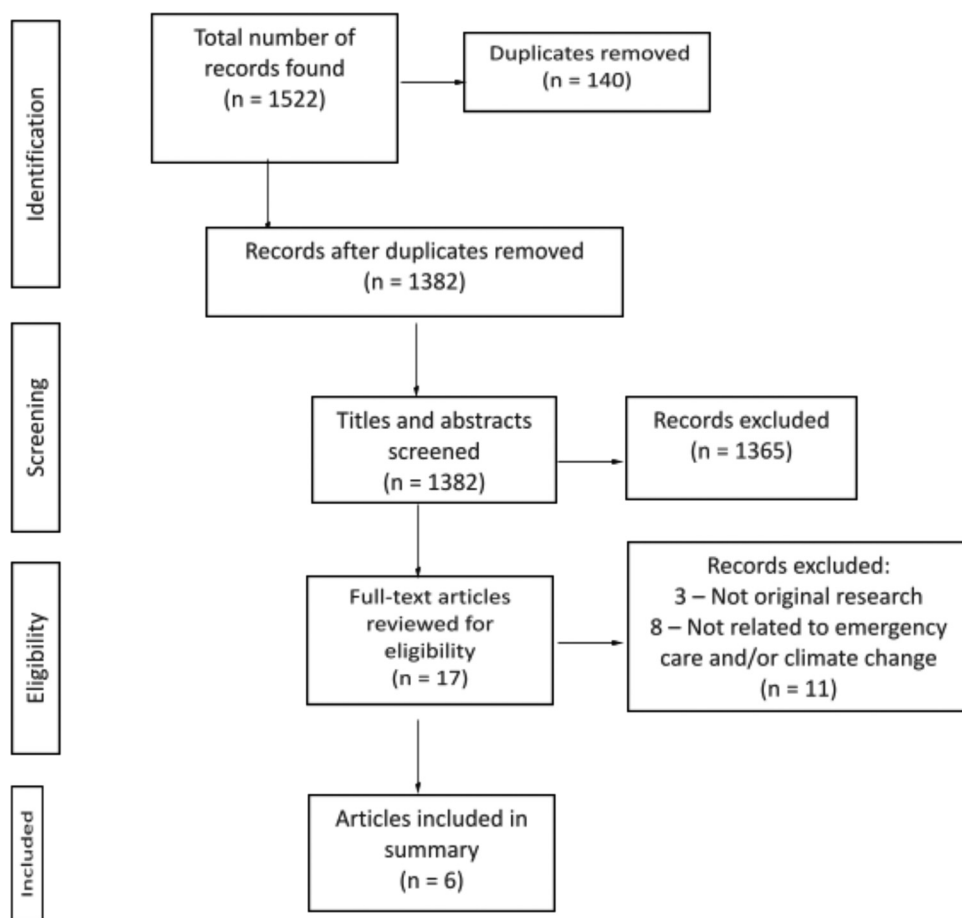 Identification
Total number of
records found
(n = 1522)
Duplicates removed
(n = 140)
Records after duplicates removed
(n = 1382)
Screening
Titles and abstracts
screened
(n = 1382)
Records excluded
(n = 1365)
Eligibility
Full-text articles
reviewed for
eligibility
(n = 17)
Records excluded:
3 – Not original research
8 – Not related to emergency
care and/or climate change
(n = 11)
Included
Articles included in
summary
(n = 6)